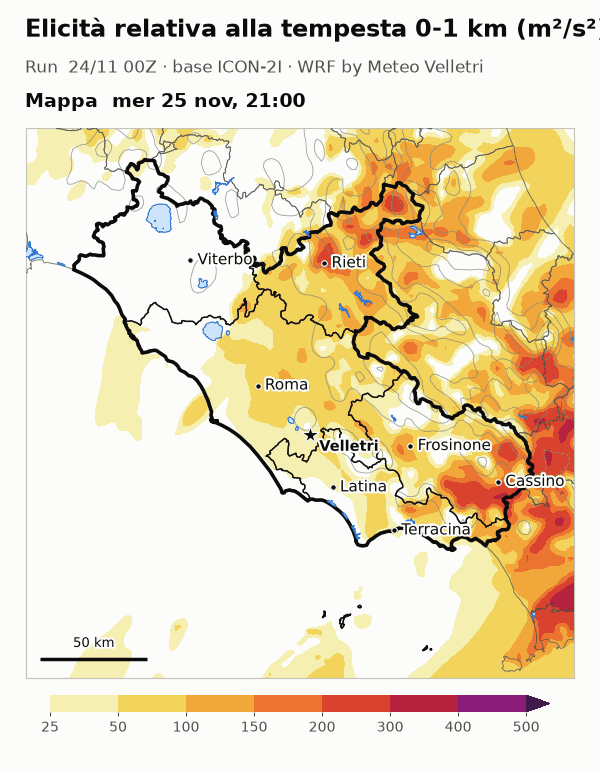 Elicità relativa alla tempesta 0-1 km (m²/s²)
Run 24/11 00Z · base ICON-2I · WRF by Meteo Velletri
Mappa mer 25 nov, 21:00
Viterbo
Rieti
Roma
Velletri
Frosinone
Latina
Cassino
Terracina
50 km
25 50 100 150 200 300 400 500